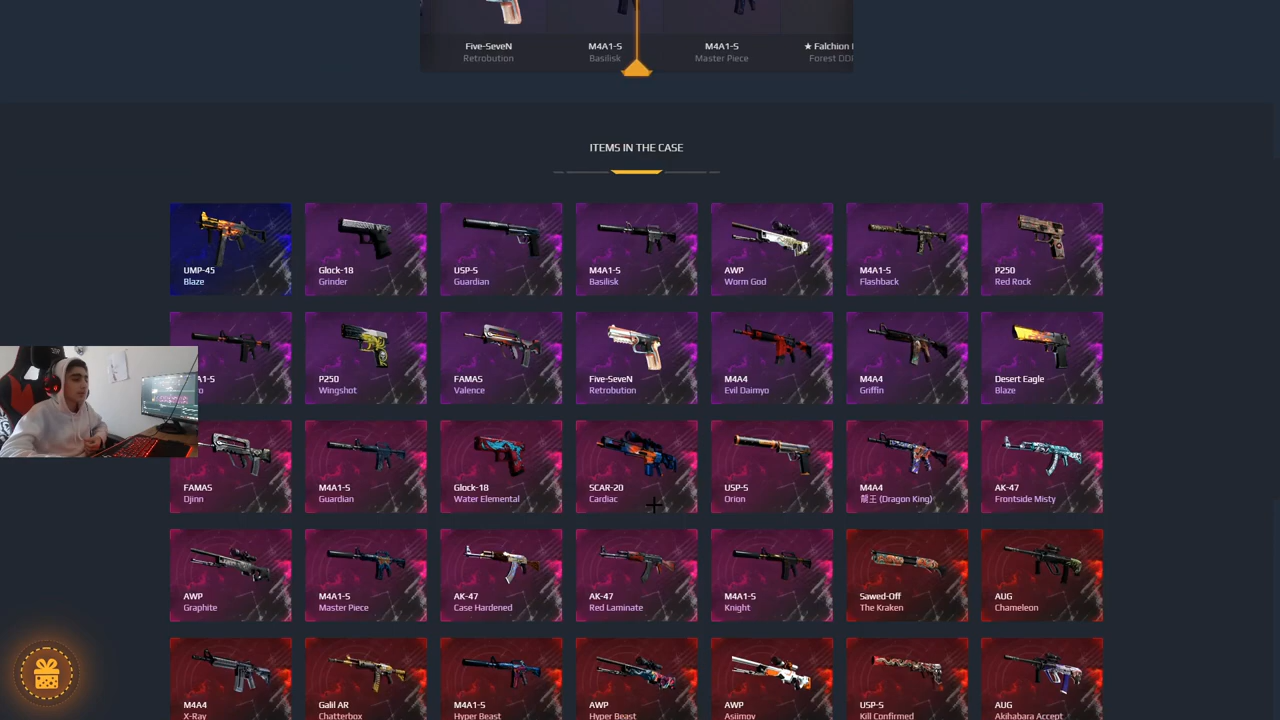 Five-SeveN
Retrobution
M4A1-S
Basilisk
M4A1-S
Master Piece
★ Falchion
Forest DD
ITEMS IN THE CASE
UMP-45
Blaze
Glock-18
Grinder
USP-S
Guardian
M4A1-S
Basilisk
AWP
Worm God
M4A1-S
Flashback
P250
Red Rock
A1-S
P250
Wingshot
FAMAS
Valence
Five-SeveN
Retrobution
M4A4
Evil Daimyo
M4A4
Griffin
Desert Eagle
Blaze
FAMAS
Djinn
M4A1-S
Guardian
Glock-18
Water Elemental
SCAR-20
Cardiac
USP-S
Orion
M4A4
龍王 (Dragon King)
AK-47
Frontside Misty
AWP
Graphite
M4A1-S
Master Piece
AK-47
Case Hardened
AK-47
Red Laminate
M4A1-S
Knight
Sawed-Off
The Kraken
AUG
Chameleon
M4A4
X-Ray
Galil AR
Chatterbox
M4A1-S
Hyper Beast
AWP
Hyper Beast
AWP
Asiimov
USP-S
Kill Confirmed
AUG
Akihabara Accept